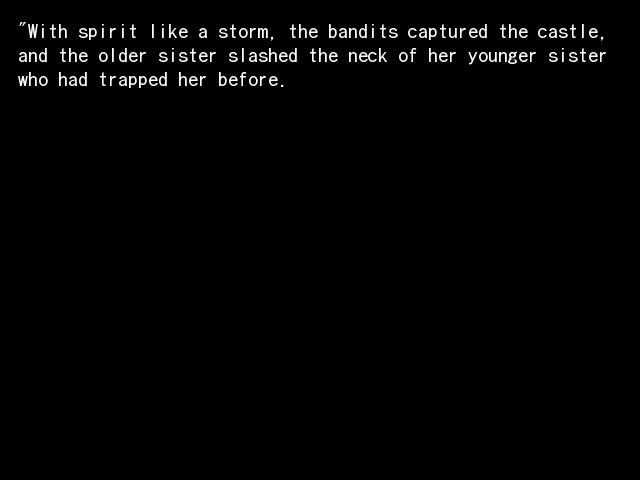 "With spirit like a storm, the bandits captured the castle,
and the older sister slashed the neck of her younger sister
who had trapped her before.